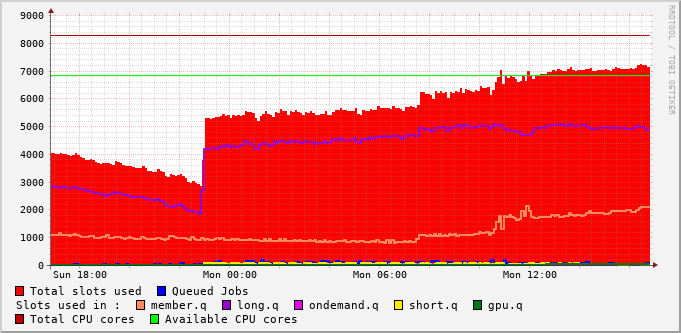 RRDTOOL / TOBI OETIKER
9000
8000
7000
6000
5000
4000
3000
2000
1000
0
Sun 18:00 Mon 00:00 Mon 06:00 Mon 12:00
Total slots used Queued Jobs
Slots used in : member.q long.q ondemand.q short.q gpu.q
Total CPU cores Available CPU cores